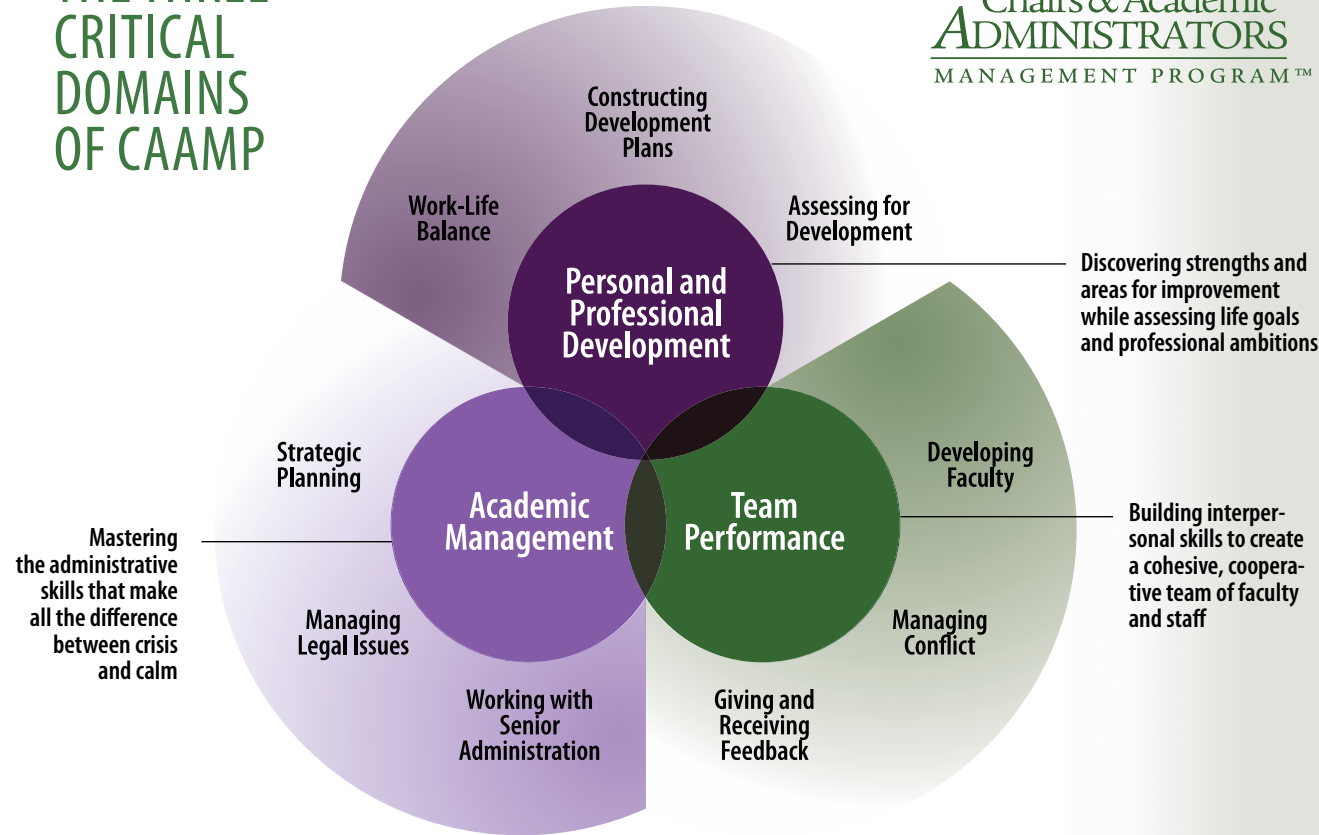 THE THREE
CRITICAL
DOMAINS
OF CAAMP
Chairs & Academic
ADMINISTRATORS
MANAGEMENT PROGRAM™
Constructing
Development
Plans
Work-Life
Balance
Assessing for
Development
Personal and
Professional
Development
Discovering strengths and
areas for improvement
while assessing life goals
and professional ambitions
Strategic
Planning
Developing
Faculty
Academic
Management
Team
Performance
Mastering
the administrative
skills that make
all the difference
between crisis
and calm
Building interper-
sonal skills to create
a cohesive, coopera-
tive team of faculty
and staff
Managing
Legal Issues
Managing
Conflict
Working with
Senior
Administration
Giving and
Receiving
Feedback